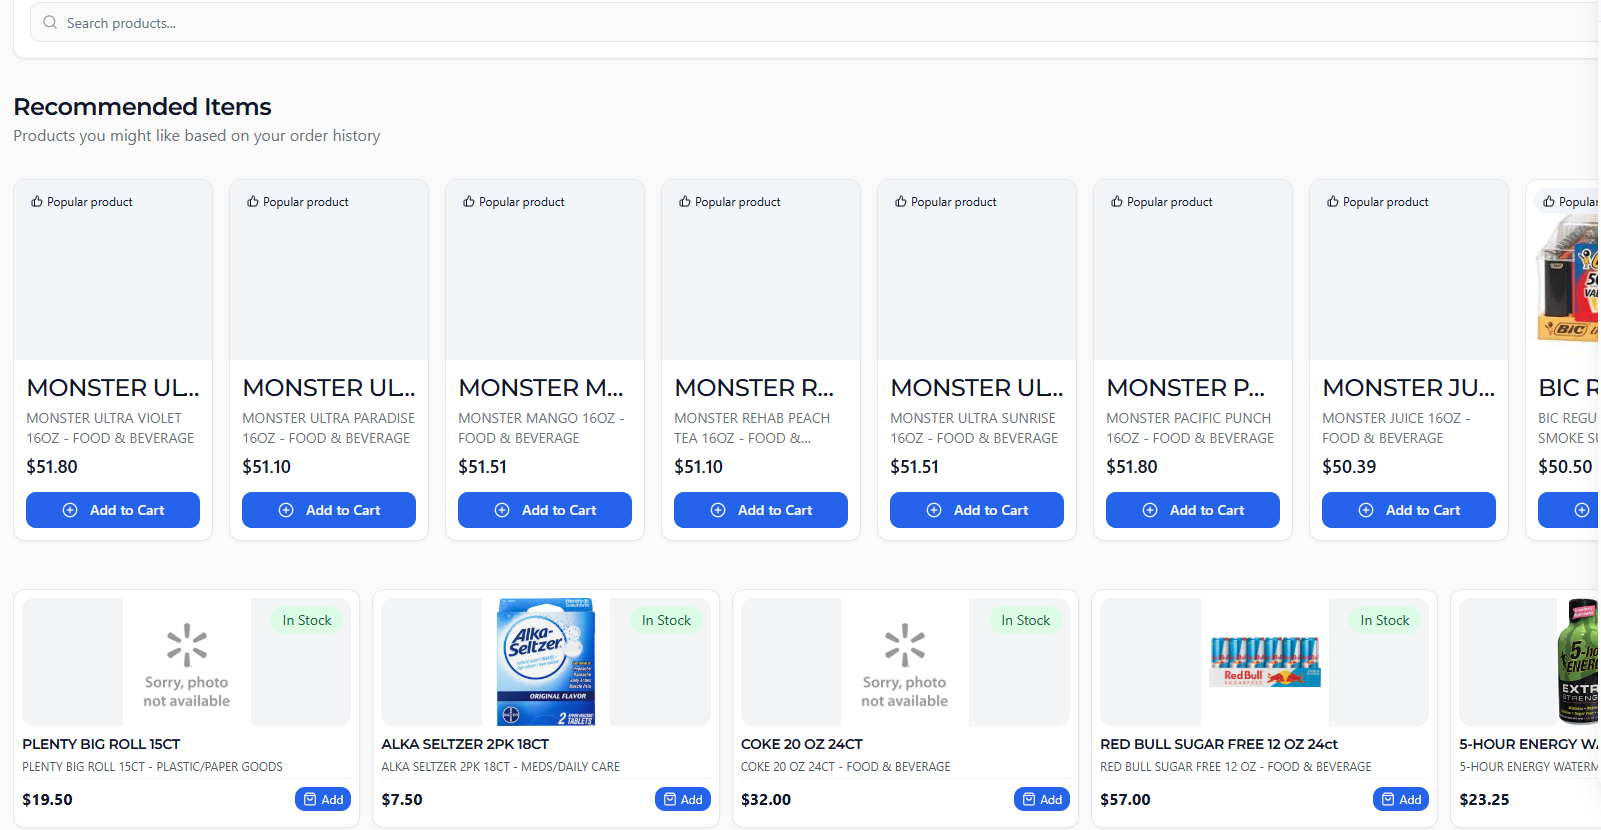 Search products...
Recommended Items
Products you might like based on your order history
Popular product
Popular product
Popular product
Popular product
Popular product
Popular product
Popular product
Popular
MONSTER UL...
MONSTER ULTRA VIOLET
16OZ - FOOD & BEVERAGE
$51.80
Add to Cart
MONSTER UL...
MONSTER ULTRA PARADISE
16OZ - FOOD & BEVERAGE
$51.10
Add to Cart
MONSTER M...
MONSTER MANGO 16OZ -
FOOD & BEVERAGE
$51.51
Add to Cart
MONSTER R...
MONSTER REHAB PEACH
TEA 16OZ - FOOD &...
$51.10
Add to Cart
MONSTER UL...
MONSTER ULTRA SUNRISE
16OZ - FOOD & BEVERAGE
$51.51
Add to Cart
MONSTER P...
MONSTER PACIFIC PUNCH
16OZ - FOOD & BEVERAGE
$51.80
Add to Cart
MONSTER JU...
MONSTER JUICE 16OZ -
FOOD & BEVERAGE
$50.39
Add to Cart
BiC
BIC R
BIC REGU
SMOKE SU
$50.50
In Stock
Sorry, photo
not available
PLENTY BIG ROLL 15CT
PLENTY BIG ROLL 15CT - PLASTIC/PAPER GOODS
$19.50
Add
In Stock
Alka-
Seltzer
ORIGINAL FLAVOR
BAYER
2 TABLETS
ALKA SELTZER 2PK 18CT
ALKA SELTZER 2PK 18CT - MEDS/DAILY CARE
$7.50
Add
In Stock
Sorry, photo
not available
COKE 20 OZ 24CT
COKE 20 OZ 24CT - FOOD & BEVERAGE
$32.00
Add
In Stock
Red Bull
SUGARFREE
RED BULL SUGAR FREE 12 OZ 24ct
RED BULL SUGAR FREE 12 OZ - FOOD & BEVERAGE
$57.00
Add
5-ho
ENERG
EXTR
STRENG
5-HOUR ENERGY WA
5-HOUR ENERGY WATERM
$23.25